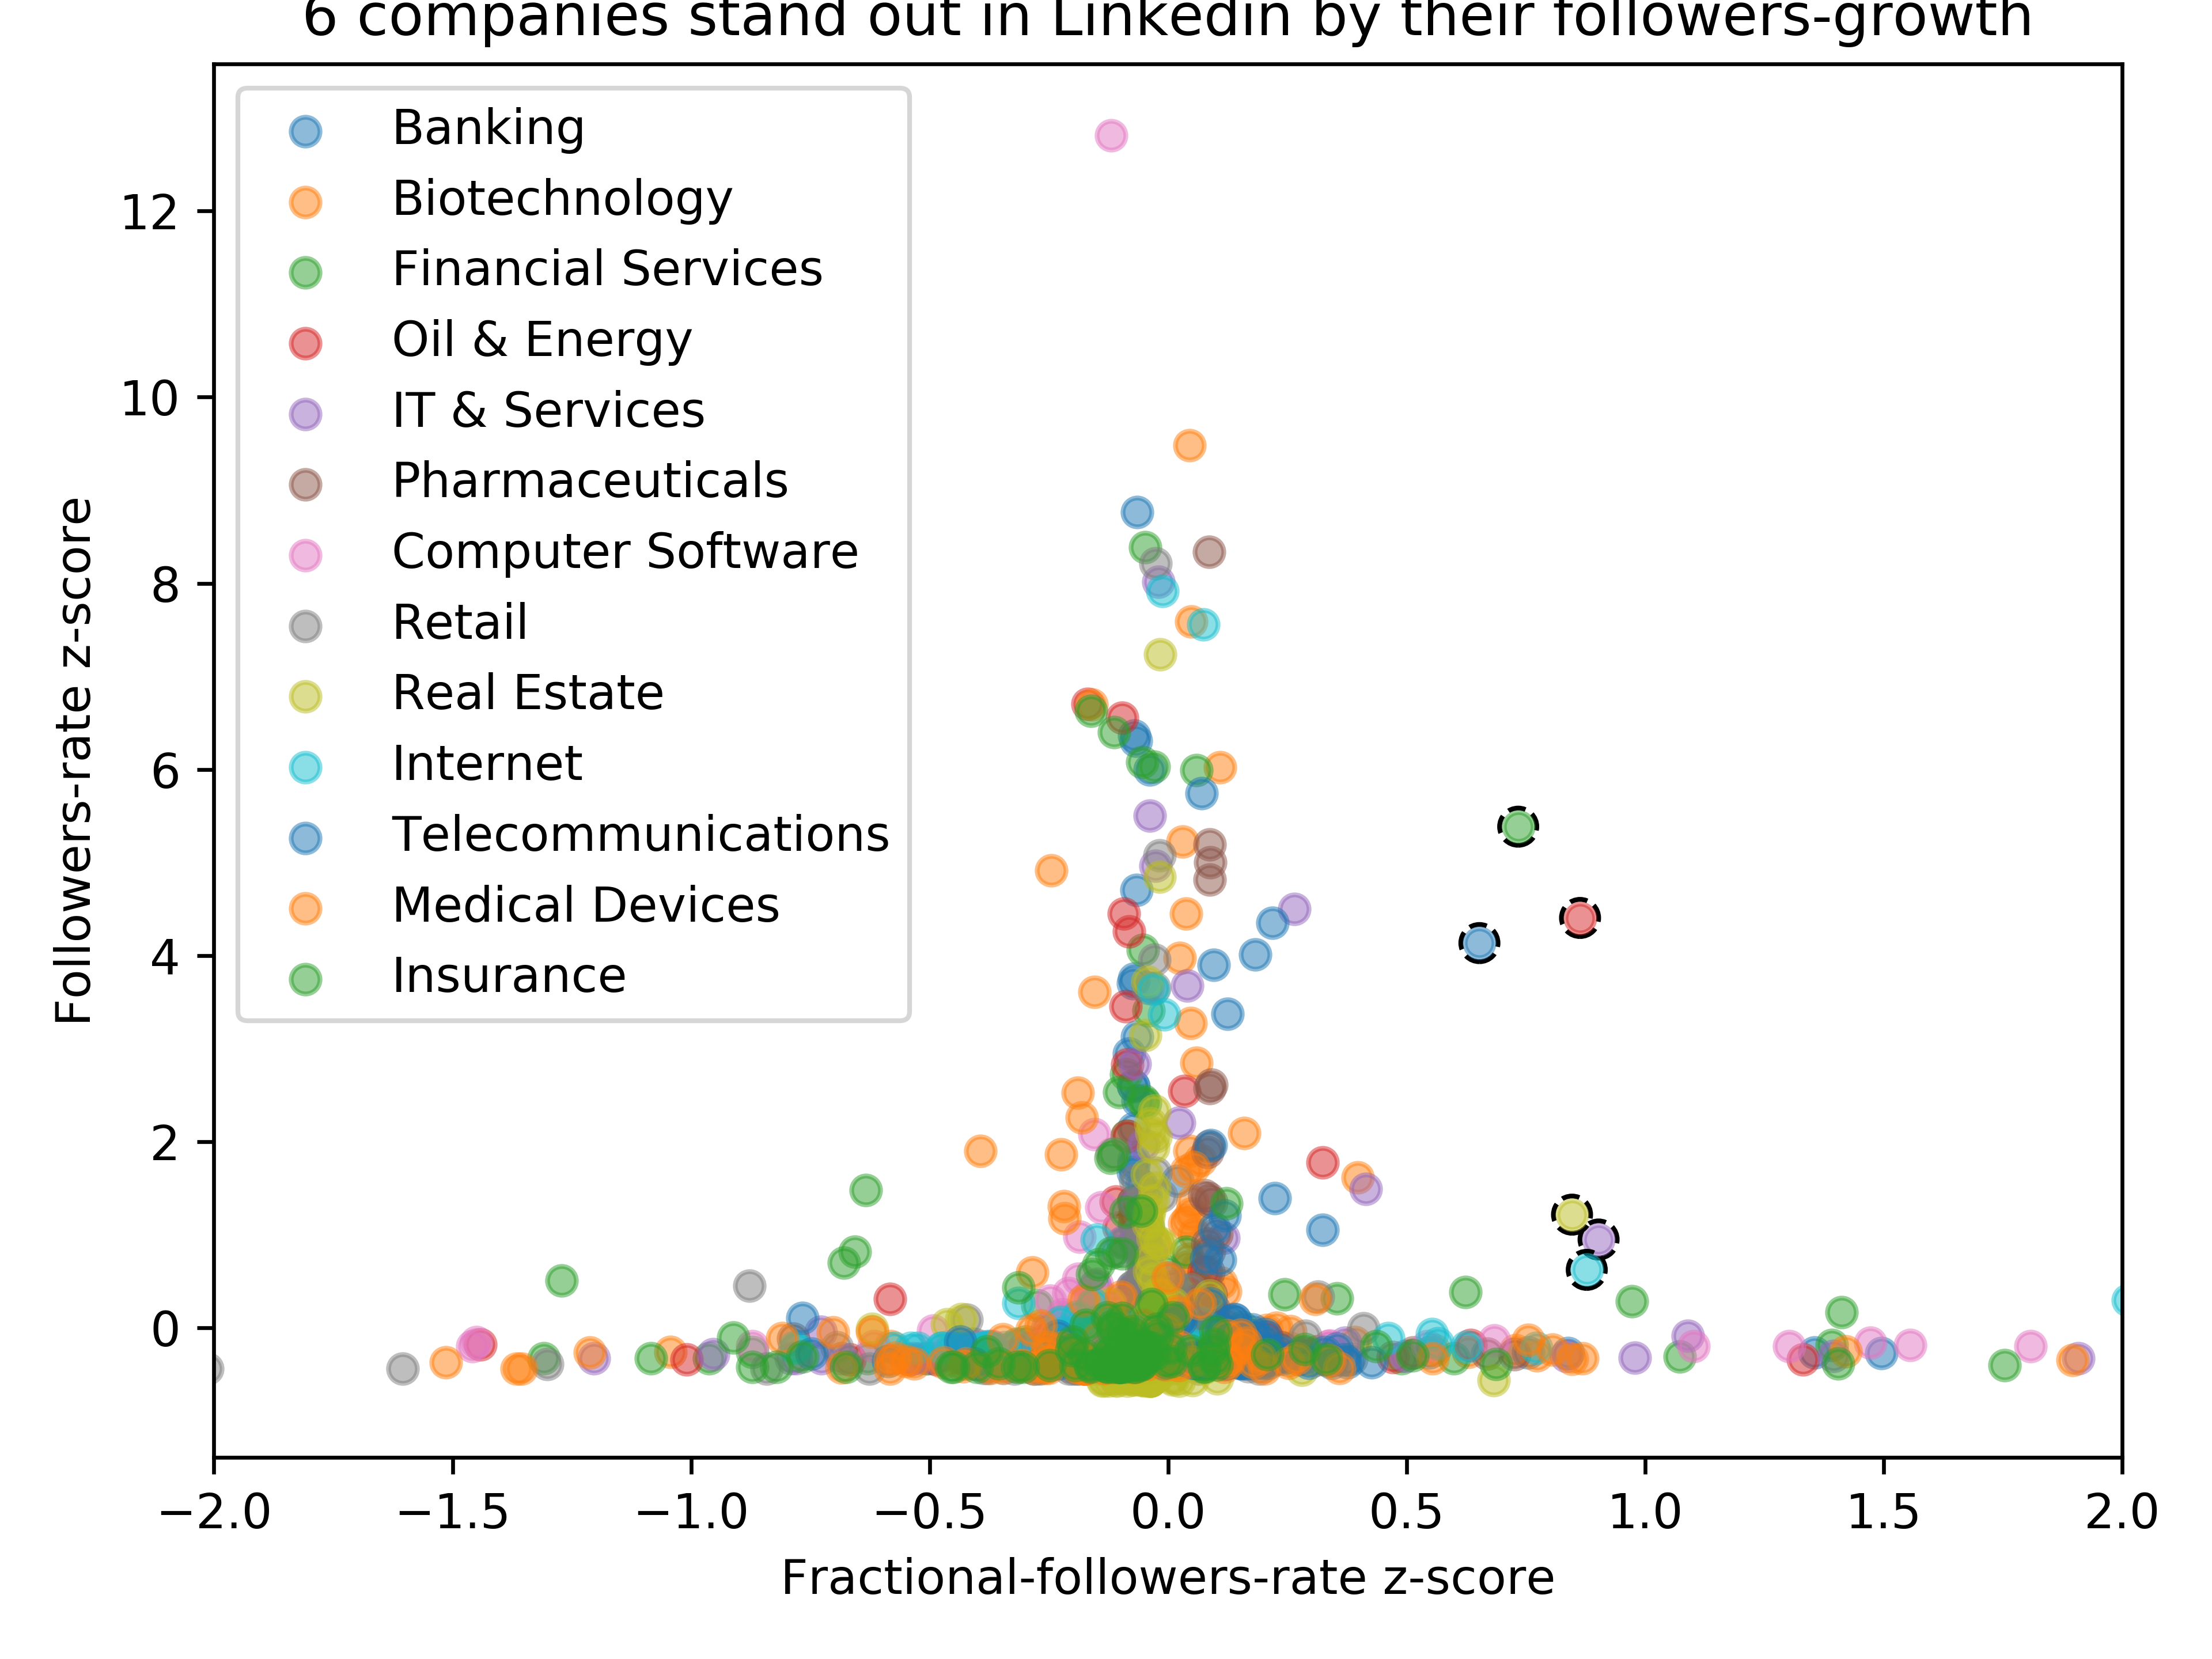 6 companies stand out in Linkedin by their followers-growth
Banking
Biotechnology
Financial Services
Oil & Energy
IT & Services
Pharmaceuticals
Computer Software
Retail
Real Estate
Internet
Telecommunications
Medical Devices
Insurance
12
10
8
6
4
2
0
Followers-rate z-score
−2.0 −1.5 −1.0 −0.5 0.0 0.5 1.0 1.5 2.0
Fractional-followers-rate z-score